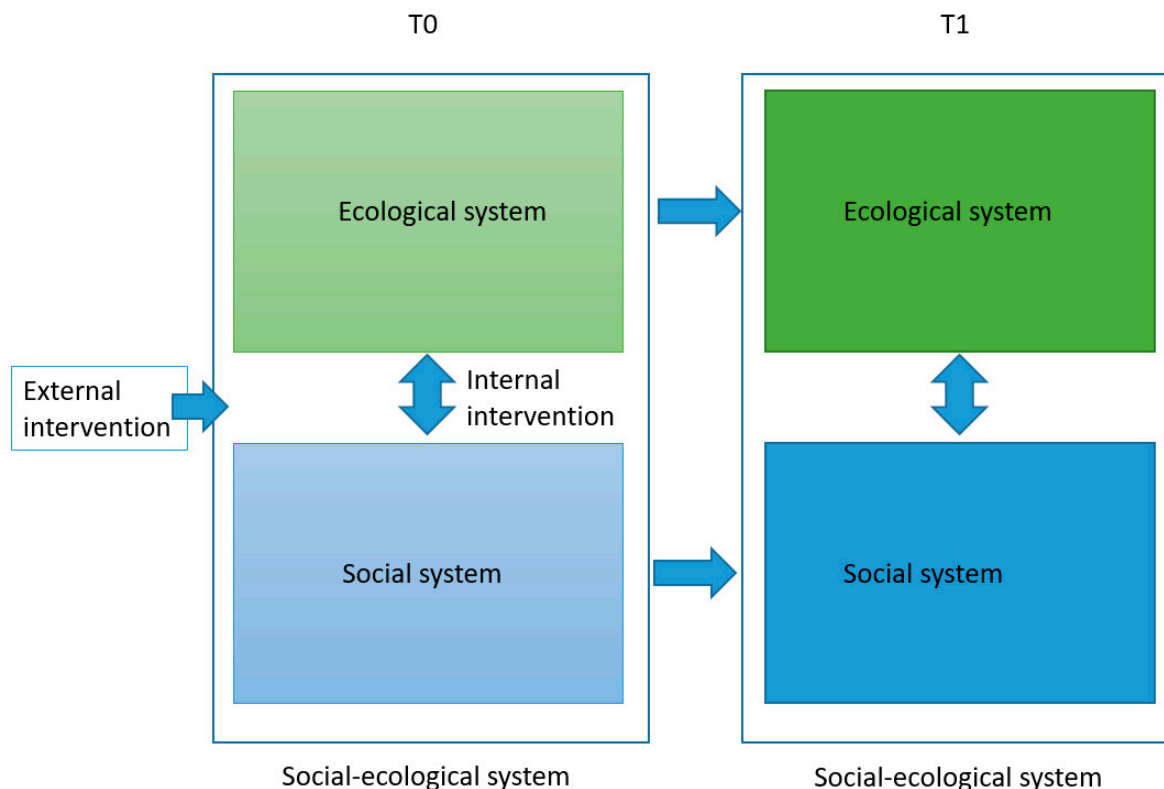 T0
T1
Ecological system
Ecological system
External
intervention
Internal
intervention
Social system
Social system
Social-ecological system
Social-ecological system